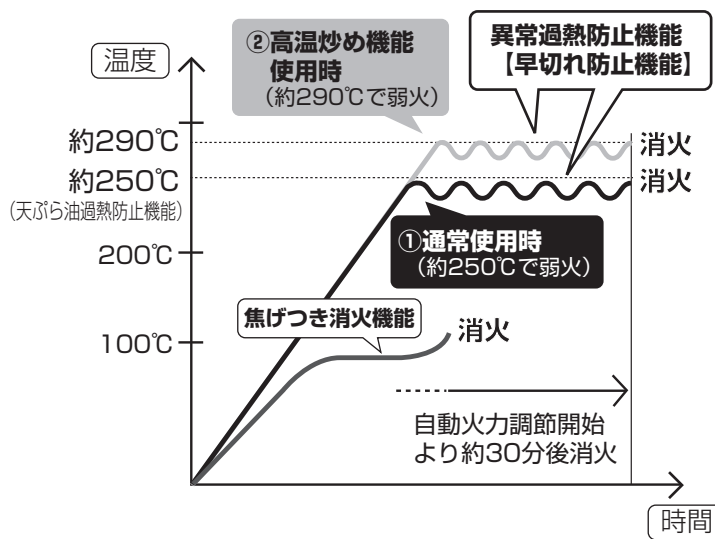 温度
②高温炒め機能
使用時
(約290℃で弱火)
異常過熱防止機能
【早切れ防止機能】
約290℃
消火
約250℃
消火
(天ぷら油過熱防止機能)
①通常使用時
(約250℃で弱火)
200℃
焦げつき消火機能
消火
100℃
自動火力調節開始
より約30分後消火
時間